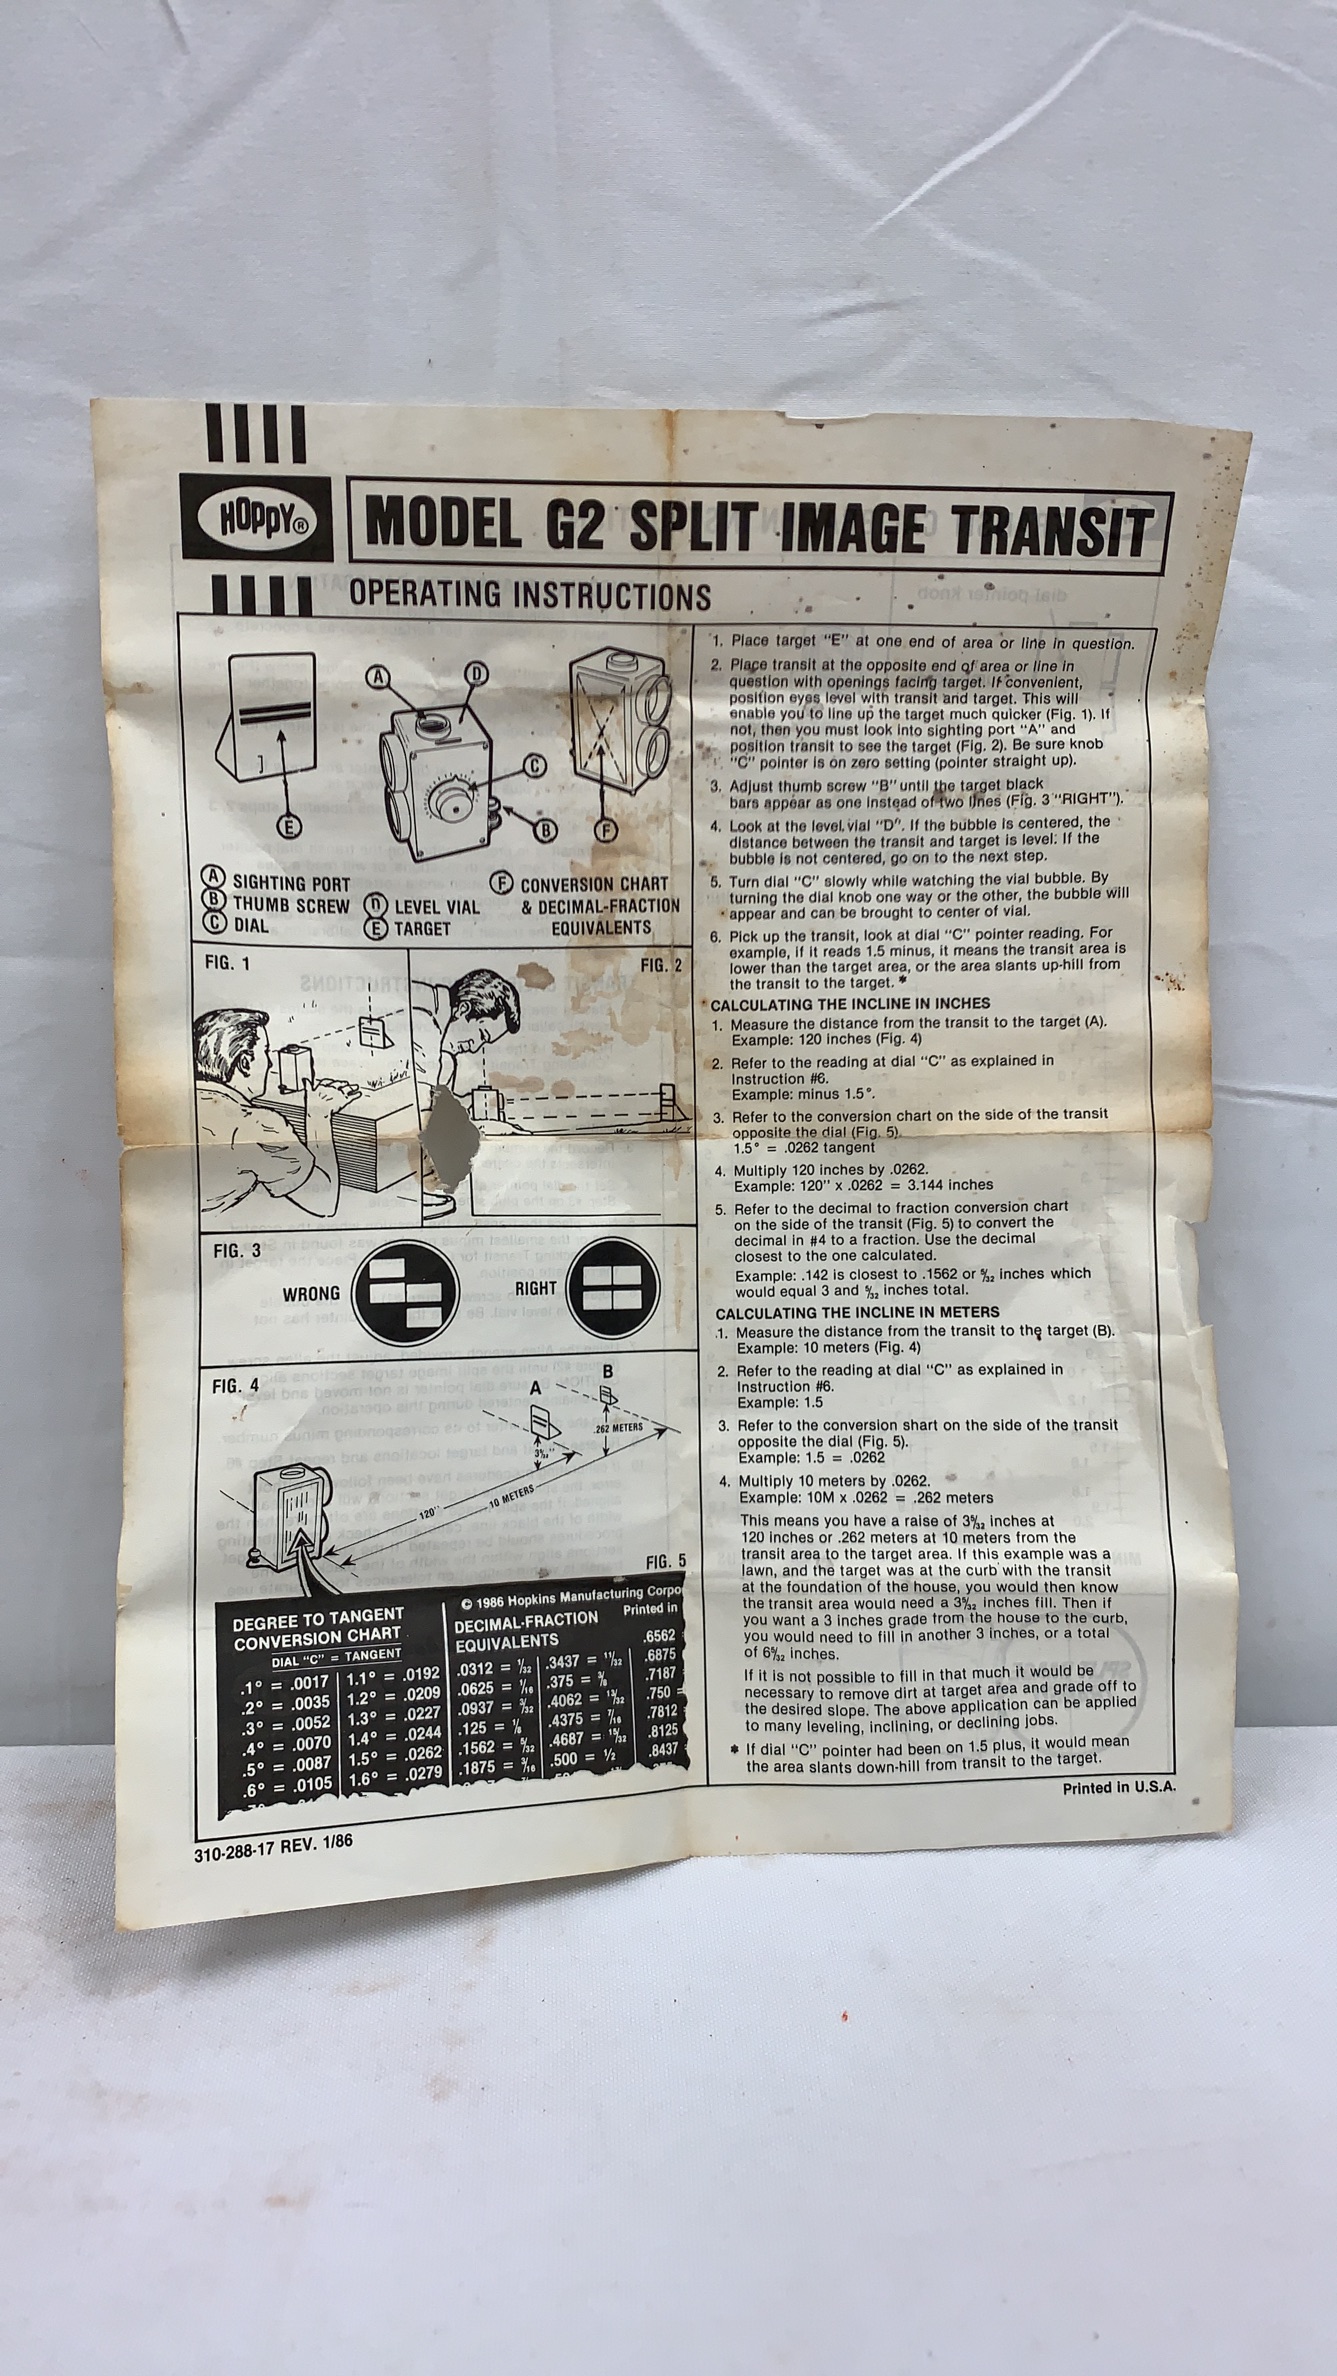 HOPPY®
MODEL G2 SPLIT IMAGE TRANSIT
OPERATING INSTRUCTIONS
A
D
C
B
E
F
A SIGHTING PORT
B THUMB SCREW
C DIAL
D LEVEL VIAL
E TARGET
F CONVERSION CHART
& DECIMAL-FRACTION
EQUIVALENTS
FIG. 1
FIG. 2
FIG. 3
WRONG
RIGHT
FIG. 4
A
B
.262 METERS
3 5/32"
120"
10 METERS
FIG. 5
DEGREE TO TANGENT
CONVERSION CHART
DIAL "C" = TANGENT
.1° = .0017 1.1° = .0192
.2° = .0035 1.2° = .0209
.3° = .0052 1.3° = .0227
.4° = .0070 1.4° = .0244
.5° = .0087 1.5° = .0262
.6° = .0105 1.6° = .0279
© 1986 Hopkins Manufacturing Corpo
Printed in
DECIMAL-FRACTION
EQUIVALENTS
.0312 = 1/32 .3437 = 11/32 .6562
.0625 = 1/16 .375 = 3/8 .6875
.0937 = 3/32 .4062 = 13/32 .7187
.125 = 1/8 .4375 = 7/16 .750 =
.1562 = 5/32 .4687 = 15/32 .7812
.1875 = 3/16 .500 = 1/2 .8125
.8437
1. Place target "E" at one end of area or line in question.
2. Place transit at the opposite end of area or line in
question with openings facing target. If convenient,
position eyes level with transit and target. This will
enable you to line up the target much quicker (Fig. 1). If
not, then you must look into sighting port "A" and
position transit to see the target (Fig. 2). Be sure knob
"C" pointer is on zero setting (pointer straight up).
3. Adjust thumb screw "B" until the target black
bars appear as one instead of two lines (Fig. 3 "RIGHT").
4. Look at the level vial "D". If the bubble is centered, the
distance between the transit and target is level. If the
bubble is not centered, go on to the next step.
5. Turn dial "C" slowly while watching the vial bubble. By
turning the dial knob one way or the other, the bubble will
appear and can be brought to center of vial.
6. Pick up the transit, look at dial "C" pointer reading. For
example, if it reads 1.5 minus, it means the transit area is
lower than the target area, or the area slants up-hill from
the transit to the target. *
CALCULATING THE INCLINE IN INCHES
1. Measure the distance from the transit to the target (A).
Example: 120 inches (Fig. 4)
2. Refer to the reading at dial "C" as explained in
Instruction #6.
Example: minus 1.5°.
3. Refer to the conversion chart on the side of the transit
opposite the dial (Fig. 5).
1.5° = .0262 tangent
4. Multiply 120 inches by .0262.
Example: 120" x .0262 = 3.144 inches
5. Refer to the decimal to fraction conversion chart
on the side of the transit (Fig. 5) to convert the
decimal in #4 to a fraction. Use the decimal
closest to the one calculated.
Example: .142 is closest to .1562 or 5/32 inches which
would equal 3 and 5/32 inches total.
CALCULATING THE INCLINE IN METERS
1. Measure the distance from the transit to the target (B).
Example: 10 meters (Fig. 4)
2. Refer to the reading at dial "C" as explained in
Instruction #6.
Example: 1.5
3. Refer to the conversion shart on the side of the transit
opposite the dial (Fig. 5).
Example: 1.5 = .0262
4. Multiply 10 meters by .0262.
Example: 10M x .0262 = .262 meters
This means you have a raise of 3 5/32 inches at
120 inches or .262 meters at 10 meters from the
transit area to the target area. If this example was a
lawn, and the target was at the curb with the transit
at the foundation of the house, you would then know
the transit area would need a 3 5/32 inches fill. Then if
you want a 3 inches grade from the house to the curb,
you would need to fill in another 3 inches, or a total
of 6 5/32 inches.
If it is not possible to fill in that much it would be
necessary to remove dirt at target area and grade off to
the desired slope. The above application can be applied
to many leveling, inclining, or declining jobs.
* If dial "C" pointer had been on 1.5 plus, it would mean
the area slants down-hill from transit to the target.
Printed in U.S.A.
310-288-17 REV. 1/86